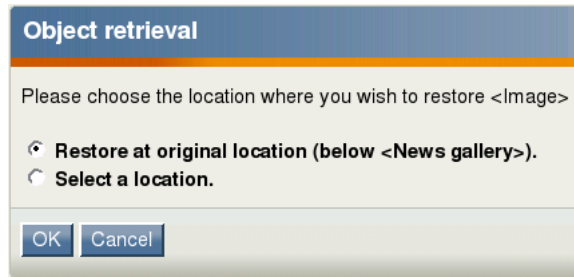 Object retrieval
Please choose the location where you wish to restore <Image>
Restore at original location (below <News gallery>).
Select a location.
OK Cancel